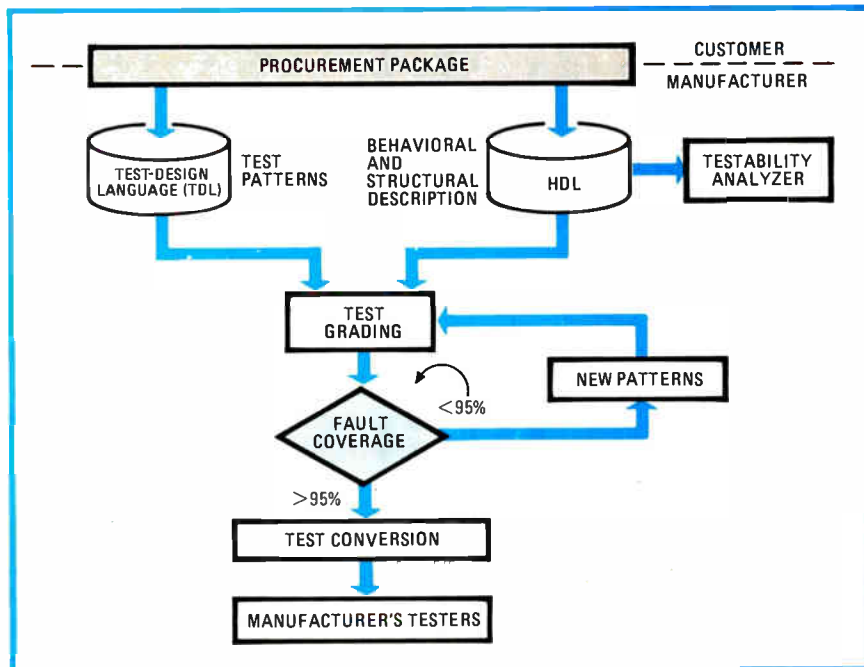 CUSTOMER
PROCUREMENT PACKAGE
MANUFACTURER
TEST-DESIGN
LANGUAGE (TDL)
TEST
PATTERNS
BEHAVIORAL
AND
STRUCTURAL
DESCRIPTION
HDL
TESTABILITY
ANALYZER
TEST
GRADING
NEW PATTERNS
<95%
FAULT
COVERAGE
>95%
TEST CONVERSION
MANUFACTURER'S TESTERS